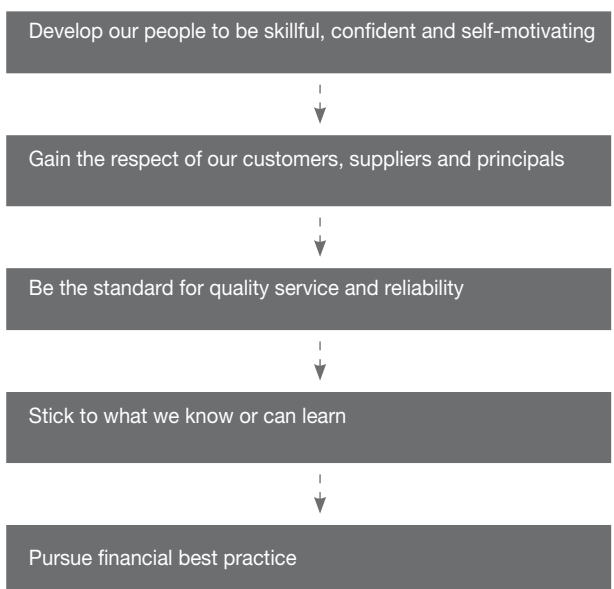 Develop our people to be skillful, confident and self-motivating
Gain the respect of our customers, suppliers and principals
Be the standard for quality service and reliability
Stick to what we know or can learn
Pursue financial best practice